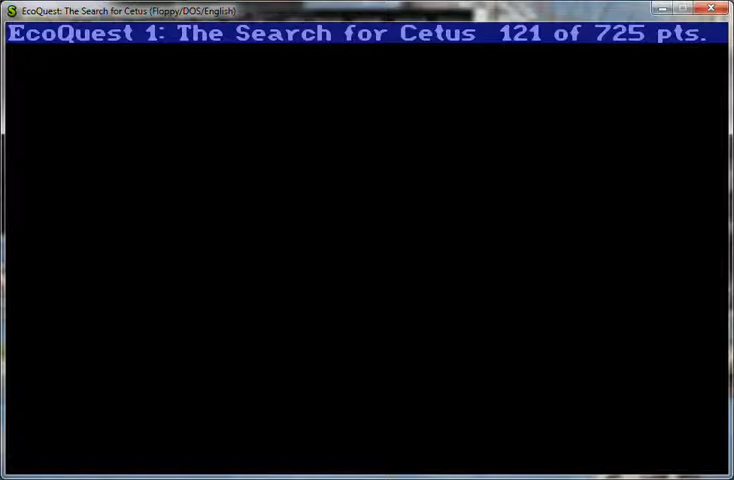 EcoQuest: The Search for Cetus (Floppy/DOS/English)
EcoQuest 1: The Search for Cetus 121 of 725 pts.